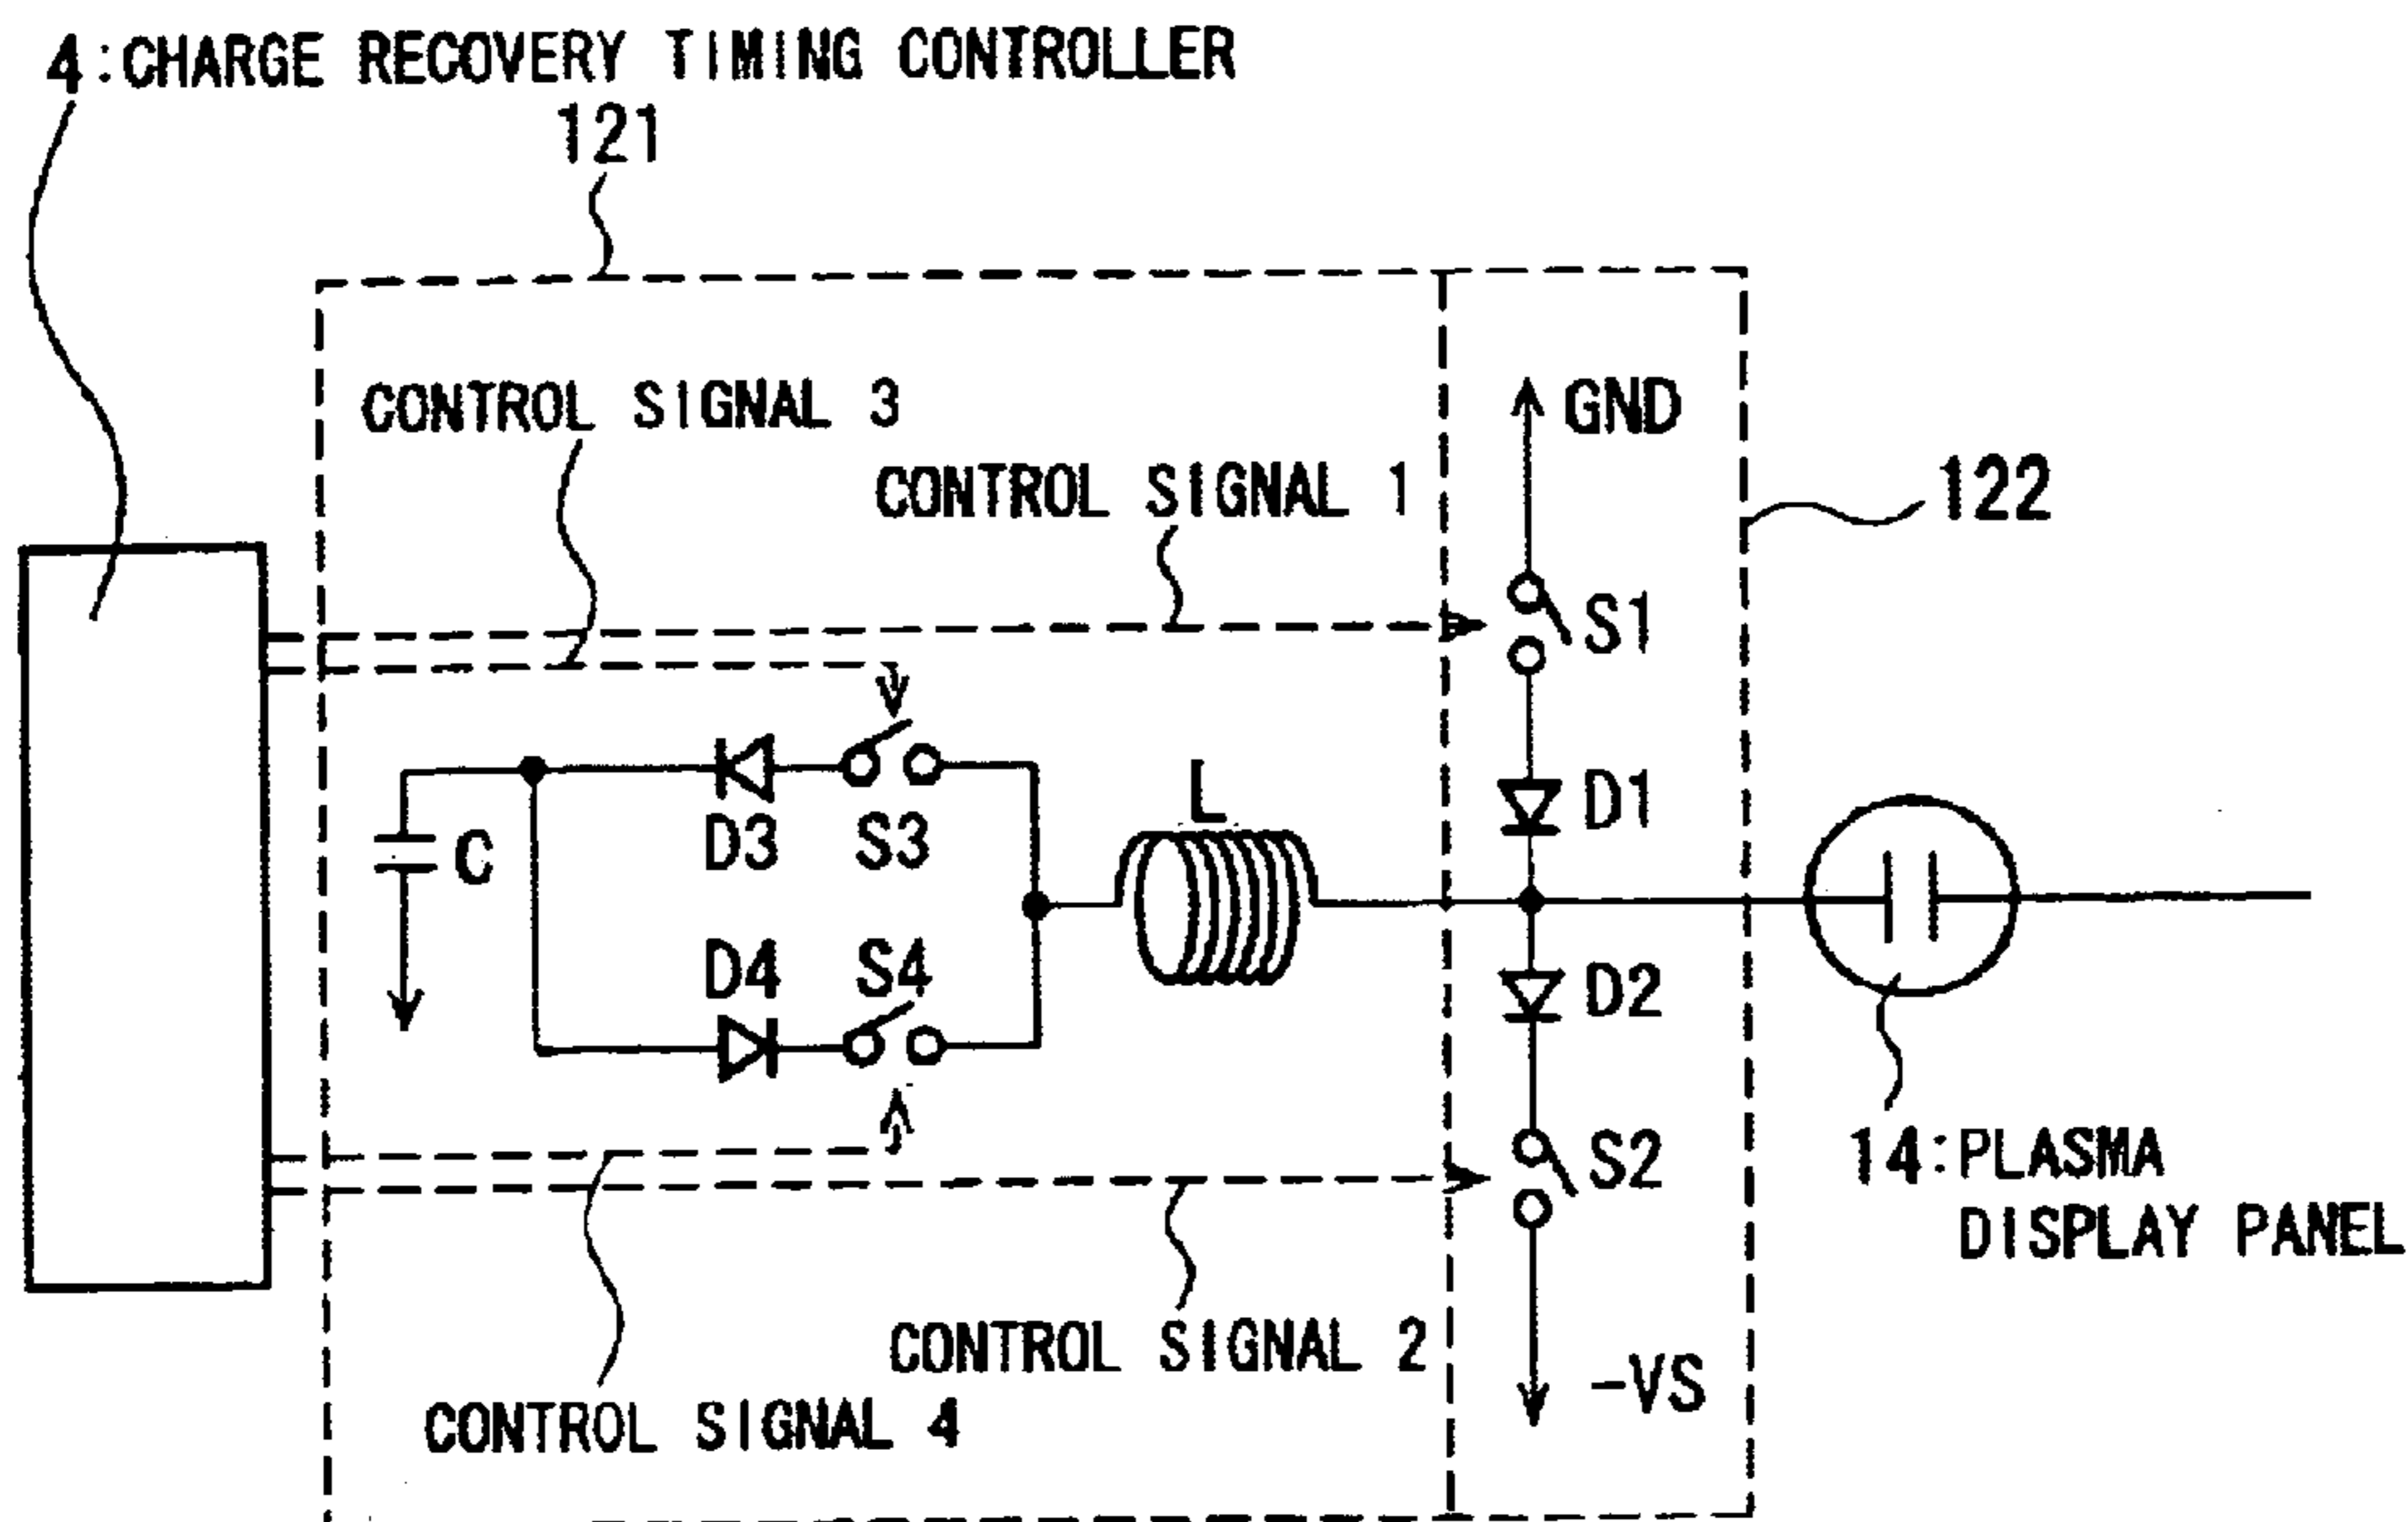 4:CHARGE RECOVERY TIMING CONTROLLER
121
CONTROL SIGNAL 3
GND
CONTROL SIGNAL 1
122
S1
L
D1
C
D3
S3
D4
S4
D2
S2
14:PLASMA
DISPLAY PANEL
CONTROL SIGNAL 2
-VS
CONTROL SIGNAL 4